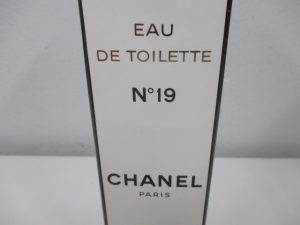 EAU
DE TOILETTE
N°19
CHANEL
PARIS